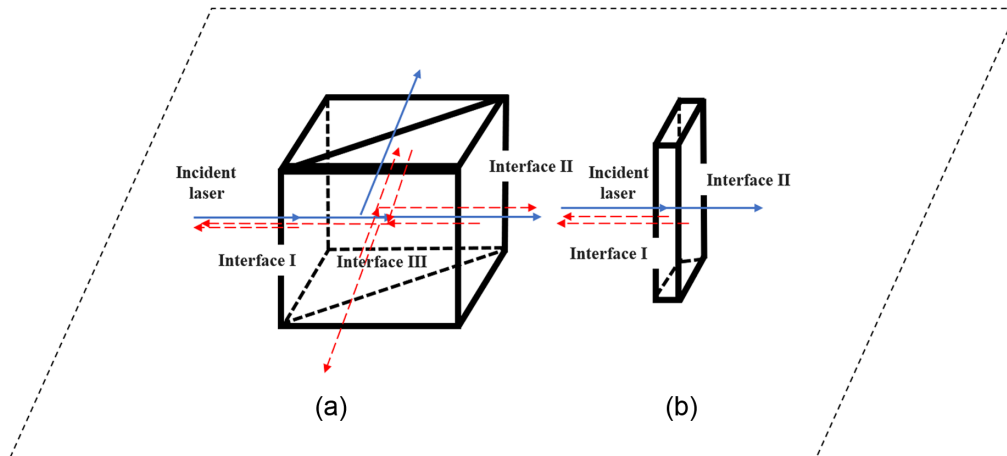 Incident
laser
Interface II
Interface I
Interface III
Incident
laser
Interface II
Interface I
(a)
(b)